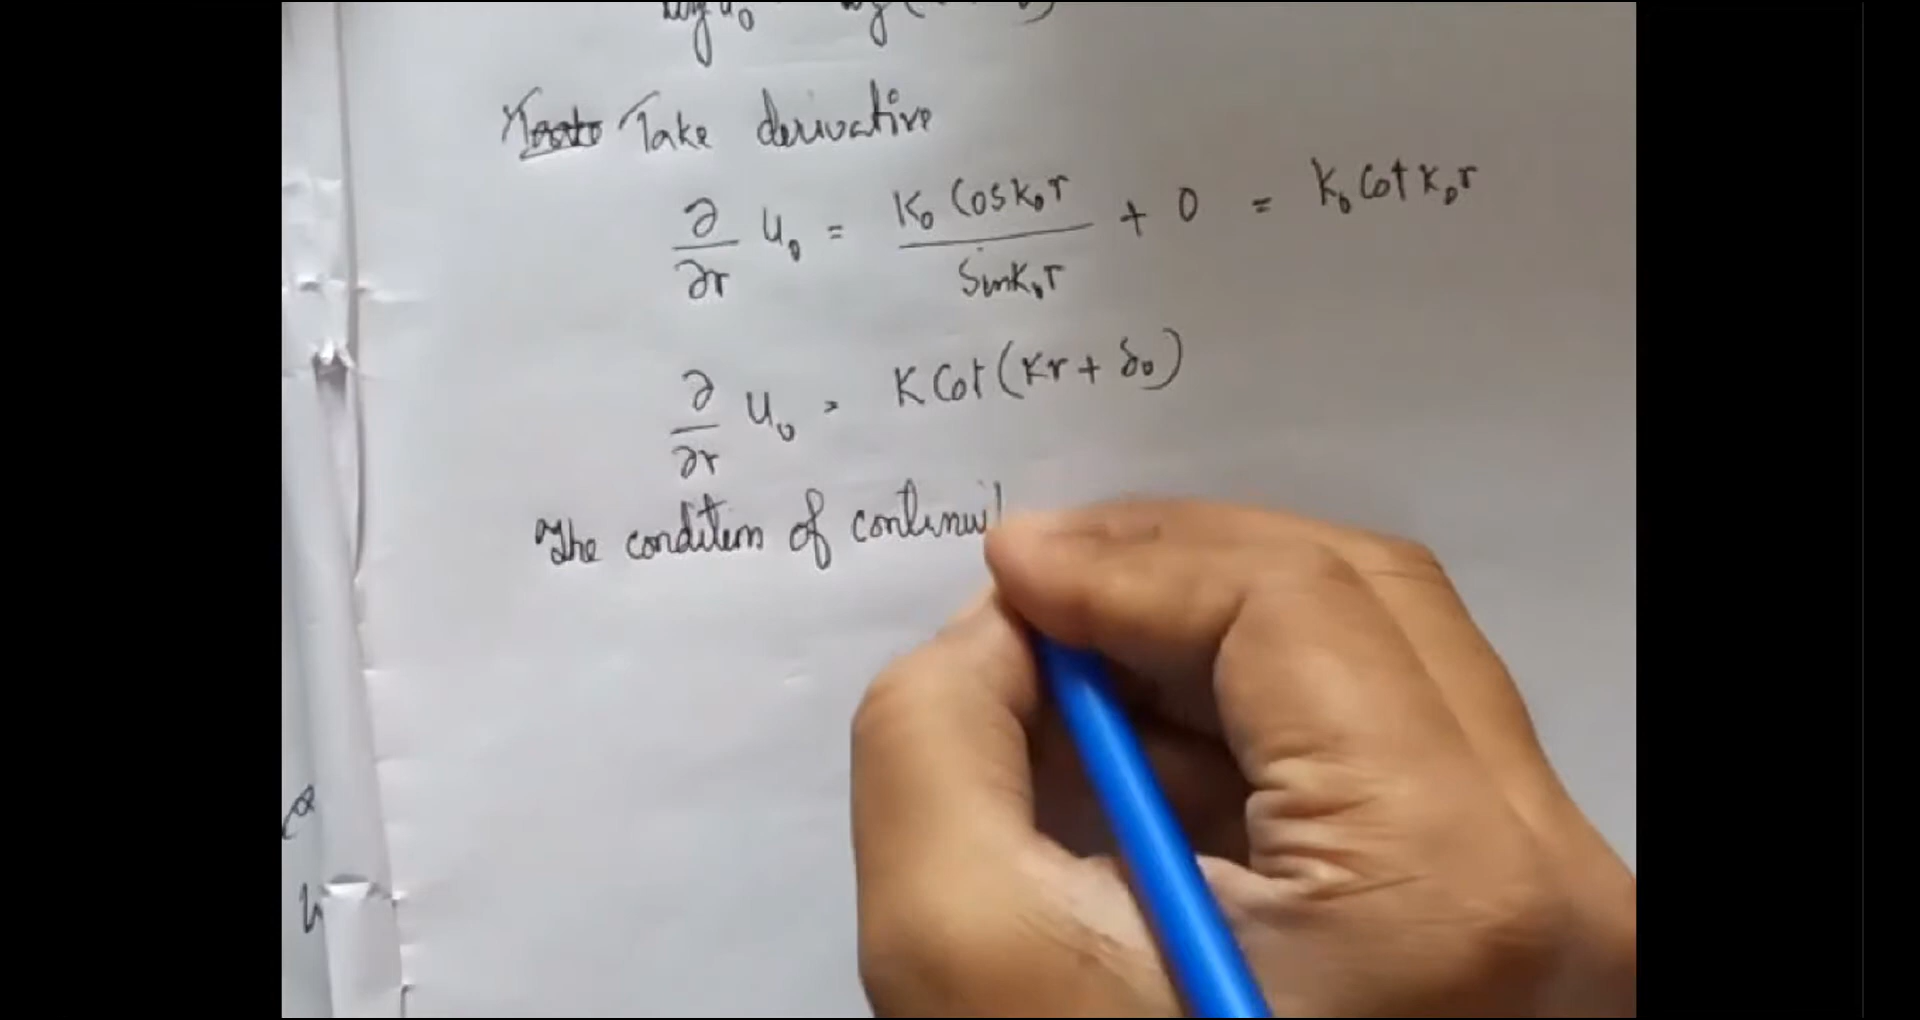 Take derivative
∂/∂r u₀ = K₀ Cos k₀r / Sin k₀r + 0 = k₀ Cot k₀r
∂/∂r u₀ = K Cot (Kr + δ₀)
The condition of continuit